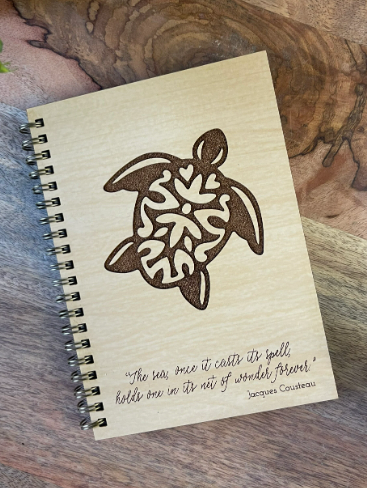 "The sea, once it casts its spell,
holds one in its net of wonder forever."
Jacques Cousteau